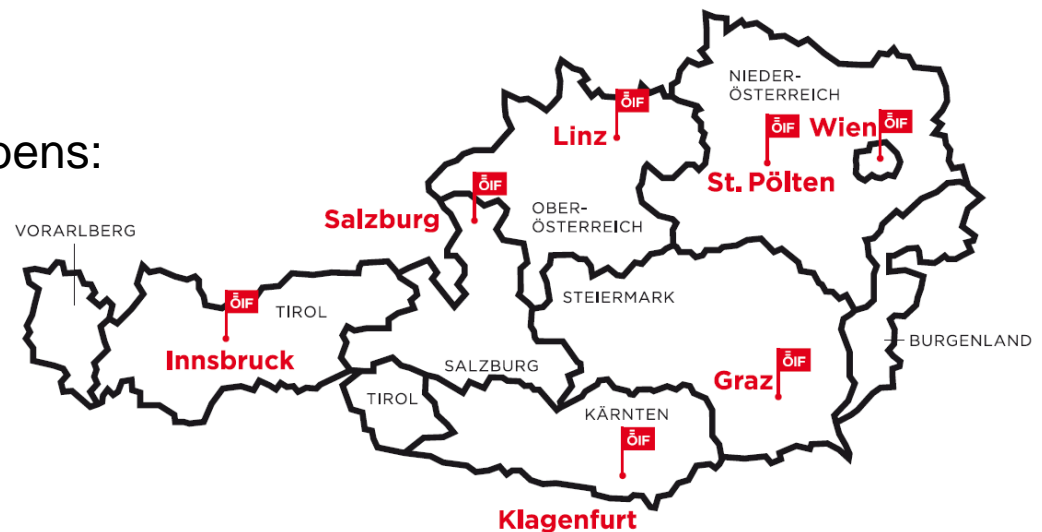 bens:
NIEDER-
ÖSTERREICH
ÖIF
Linz
ÖIF
Wien
ÖIF
St. Pölten
ÖIF
Salzburg
OBER-
ÖSTERREICH
VORARLBERG
ÖIF
TIROL
STEIERMARK
Innsbruck
BURGENLAND
SALZBURG
ÖIF
Graz
TIROL
KÄRNTEN
ÖIF
Klagenfurt